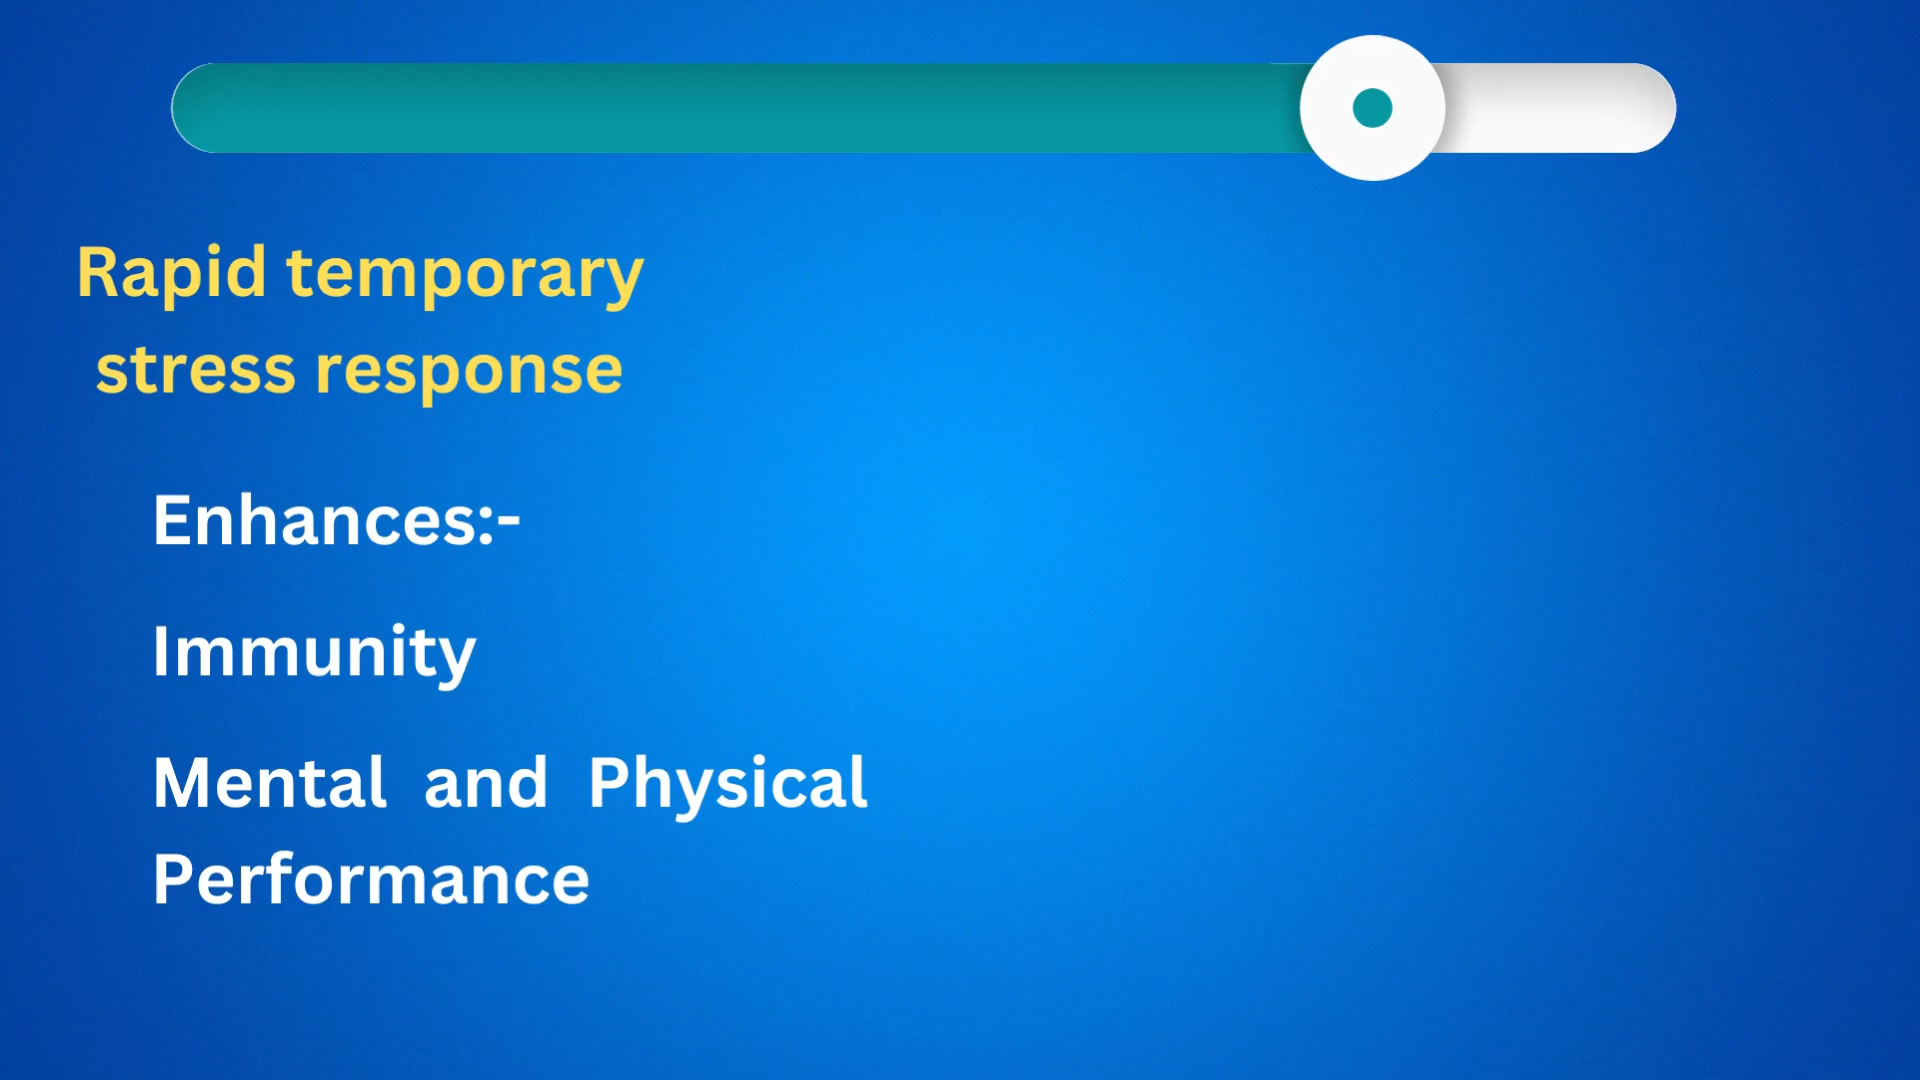 Rapid temporary
stress response
Enhances:-
Immunity
Mental and Physical
Performance